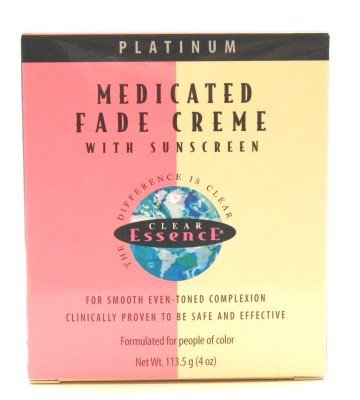 PLATINUM
MEDICATED
FADE CREME
WITH SUNSCREEN
THE DIFFERENCE IS CLEAR
CLEAR
ESSENCE®
FOR SMOOTH EVEN-TONED COMPLEXION
CLINICALLY PROVEN TO BE SAFE AND EFFECTIVE
Formulated for people of color
Net Wt. 113.5 g (4 oz)